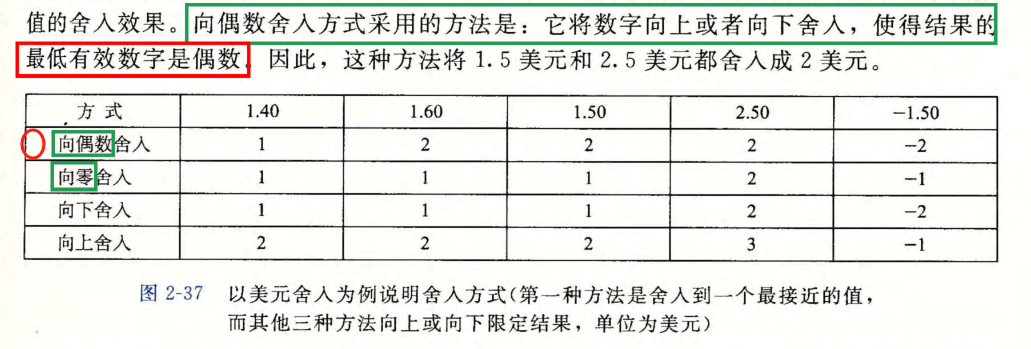 值的舍入效果。向偶数舍入方式采用的方法是：它将数字向上或者向下舍入，使得结果的
最低有效数字是偶数。因此，这种方法将 1.5 美元和 2.5 美元都舍入成 2 美元。
方式 1.40 1.60 1.50 2.50 -1.50
向偶数舍入 1 2 2 2 -2
向零舍入 1 1 1 2 -1
向下舍入 1 1 1 2 -2
向上舍入 2 2 2 3 -1
图 2-37 以美元舍入为例说明舍入方式(第一种方法是舍入到一个最接近的值，
而其他三种方法向上或向下限定结果，单位为美元)